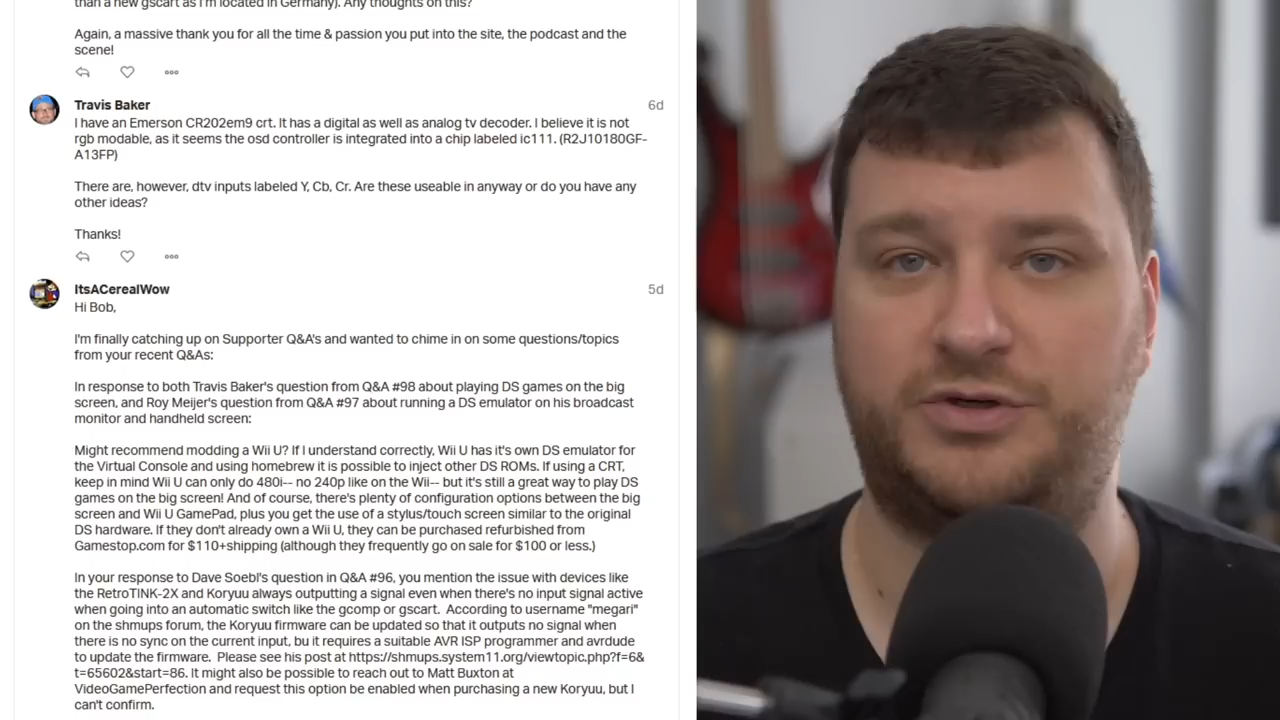 than a new gscart as I'm located in Germany). Any thoughts on this?
Again, a massive thank you for all the time & passion you put into the site, the podcast and the
scene!
Travis Baker
6d
I have an Emerson CR202em9 crt. It has a digital as well as analog tv decoder. I believe it is not
rgb modable, as it seems the osd controller is integrated into a chip labeled ic111. (R2J10180GF-
A13FP)
There are, however, dtv inputs labeled Y, Cb, Cr. Are these useable in anyway or do you have any
other ideas?
Thanks!
ItsACerealWow
5d
Hi Bob,
I'm finally catching up on Supporter Q&A's and wanted to chime in on some questions/topics
from your recent Q&As:
In response to both Travis Baker's question from Q&A #98 about playing DS games on the big
screen, and Roy Meijer's question from Q&A #97 about running a DS emulator on his broadcast
monitor and handheld screen:
Might recommend modding a Wii U? If I understand correctly, Wii U has it's own DS emulator for
the Virtual Console and using homebrew it is possible to inject other DS ROMs. If using a CRT,
keep in mind Wii U can only do 480i-- no 240p like on the Wii-- but it's still a great way to play DS
games on the big screen! And of course, there's plenty of configuration options between the big
screen and Wii U GamePad, plus you get the use of a stylus/touch screen similar to the original
DS hardware. If they don't already own a Wii U, they can be purchased refurbished from
Gamestop.com for $110+shipping (although they frequently go on sale for $100 or less.)
In your response to Dave Soebl's question in Q&A #96, you mention the issue with devices like
the RetroTINK-2X and Koryuu always outputting a signal even when there's no input signal active
when going into an automatic switch like the gcomp or gscart.  According to username "megari"
on the shmups forum, the Koryuu firmware can be updated so that it outputs no signal when
there is no sync on the current input, bu it requires a suitable AVR ISP programmer and avrdude
to update the firmware.  Please see his post at https://shmups.system11.org/viewtopic.php?f=6&
t=65602&start=86. It might also be possible to reach out to Matt Buxton at
VideoGamePerfection and request this option be enabled when purchasing a new Koryuu, but I
can't confirm.